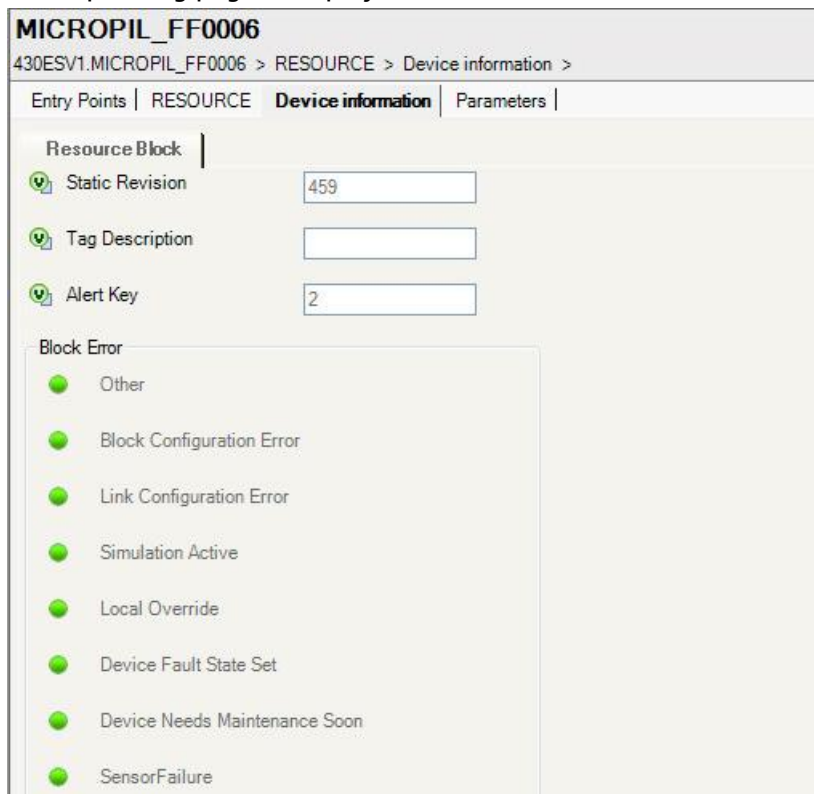 MICROPIL_FF0006
430ESV1.MICROPIL_FF0006 > RESOURCE > Device information >
Entry Points | RESOURCE Device information | Parameters |
Resource Block
Static Revision 459
Tag Description
Alert Key 2
Block Error
Other
Block Configuration Error
Link Configuration Error
Simulation Active
Local Override
Device Fault State Set
Device Needs Maintenance Soon
SensorFailure